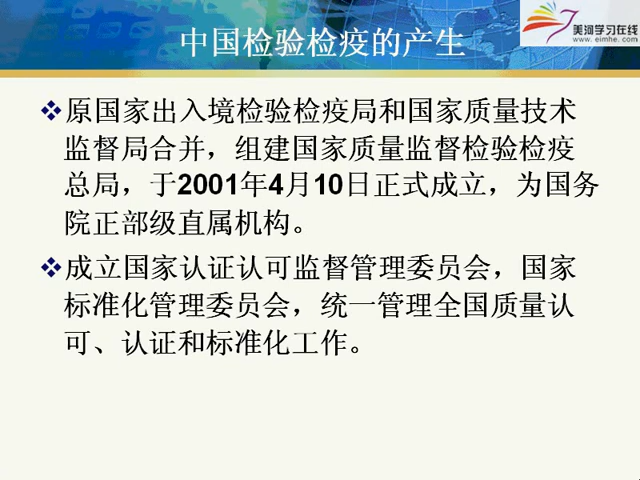 美河学习在线
www.eimhe.com
中国检验检疫的产生
❖原国家出入境检验检疫局和国家质量技术
监督局合并，组建国家质量监督检验检疫
总局，于2001年4月10日正式成立，为国务
院正部级直属机构。
❖成立国家认证认可监督管理委员会，国家
标准化管理委员会，统一管理全国质量认
可、认证和标准化工作。